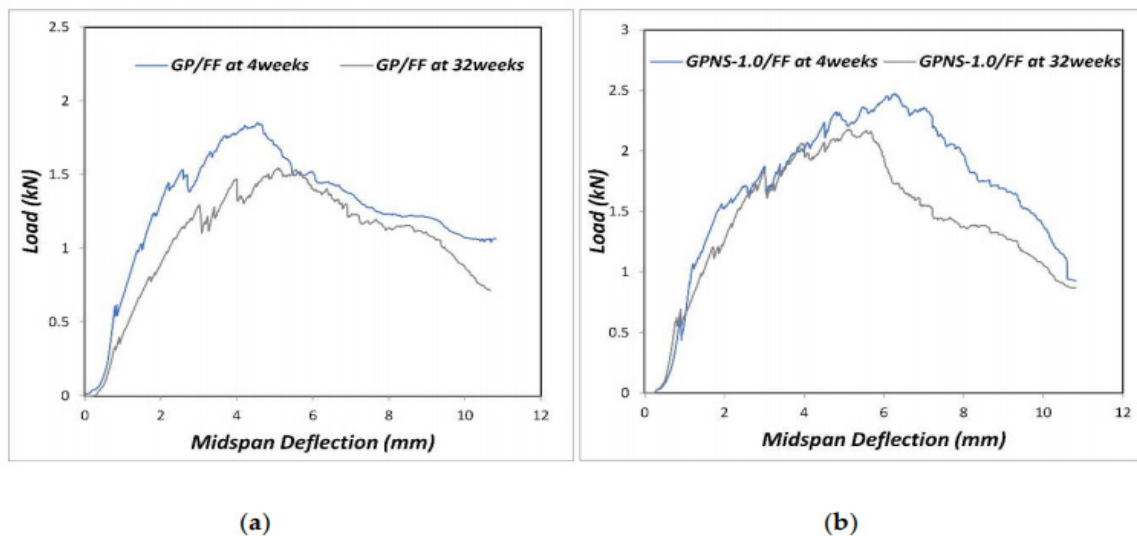 GP/FF at 4weeks GP/FF at 32weeks
Load (kN)
2.5
2
1.5
1
0.5
0
0 2 4 6 8 10 12
Midspan Deflection (mm)
(a)
GPNS-1.0/FF at 4weeks GPNS-1.0/FF at 32weeks
Load (kN)
3
2.5
2
1.5
1
0.5
0
0 2 4 6 8 10 12
Midspan Deflection (mm)
(b)